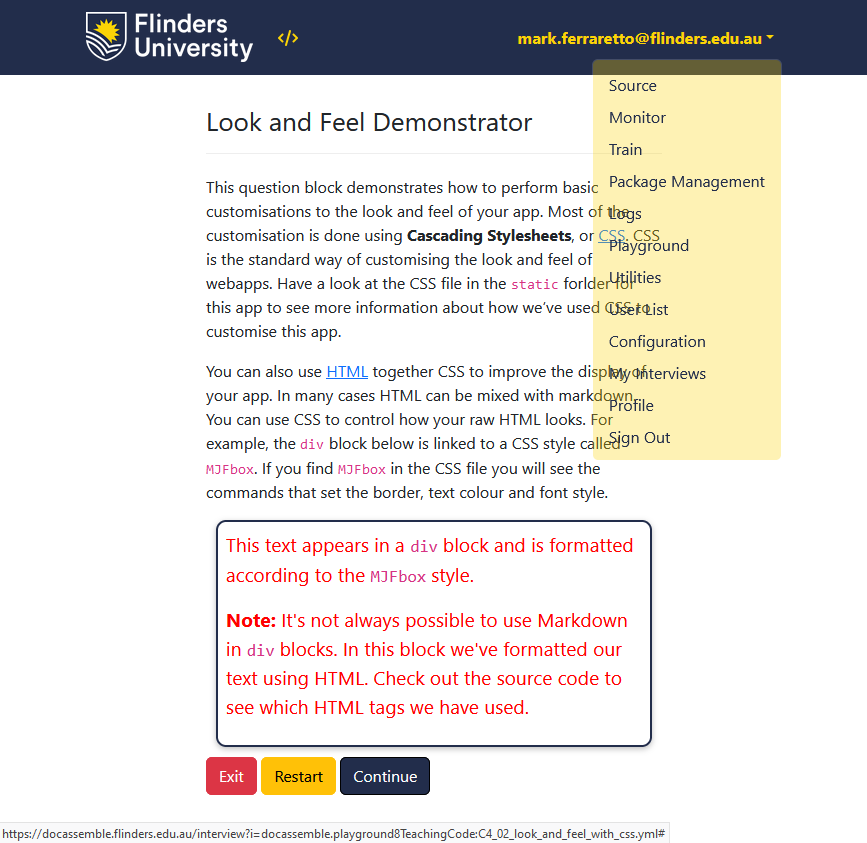 Flinders
University
</>
mark.ferraretto@flinders.edu.au
Source
Monitor
Train
Package Management
Logs
Playground
Utilities
User List
Configuration
My Interviews
Profile
Sign Out
Look and Feel Demonstrator
This question block demonstrates how to perform basic
customisations to the look and feel of your app. Most of the
customisation is done using Cascading Stylesheets, or CSS. CSS
is the standard way of customising the look and feel of
webapps. Have a look at the CSS file in the static forlder for
this app to see more information about how we've used CSS to
customise this app.
You can also use HTML together CSS to improve the display of
your app. In many cases HTML can be mixed with markdown.
You can use CSS to control how your raw HTML looks. For
example, the div block below is linked to a CSS style called
MJFbox. If you find MJFbox in the CSS file you will see the
commands that set the border, text colour and font style.
This text appears in a div block and is formatted
according to the MJFbox style.
Note: It's not always possible to use Markdown
in div blocks. In this block we've formatted our
text using HTML. Check out the source code to
see which HTML tags we have used.
Exit
Restart
Continue
https://docassemble.flinders.edu.au/interview?i=docassemble.playground8TeachingCode:C4_02_look_and_feel_with_css.yml#